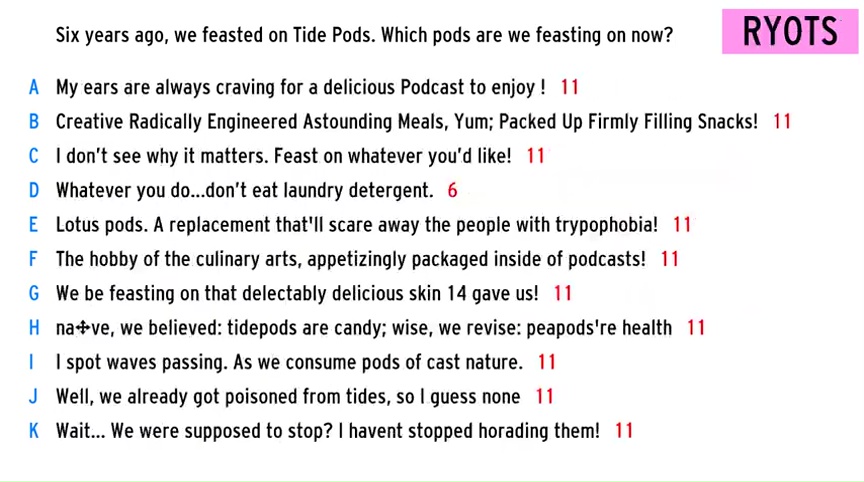 Six years ago, we feasted on Tide Pods. Which pods are we feasting on now?
RYOTS
A My ears are always craving for a delicious Podcast to enjoy ! 11
B Creative Radically Engineered Astounding Meals, Yum; Packed Up Firmly Filling Snacks! 11
C I don't see why it matters. Feast on whatever you'd like! 11
D Whatever you do...don't eat laundry detergent. 6
E Lotus pods. A replacement that'll scare away the people with trypophobia! 11
F The hobby of the culinary arts, appetizingly packaged inside of podcasts! 11
G We be feasting on that delectably delicious skin 14 gave us! 11
H na✢ve, we believed: tidepods are candy; wise, we revise: peapods're health 11
I I spot waves passing. As we consume pods of cast nature. 11
J Well, we already got poisoned from tides, so I guess none 11
K Wait... We were supposed to stop? I havent stopped horading them! 11